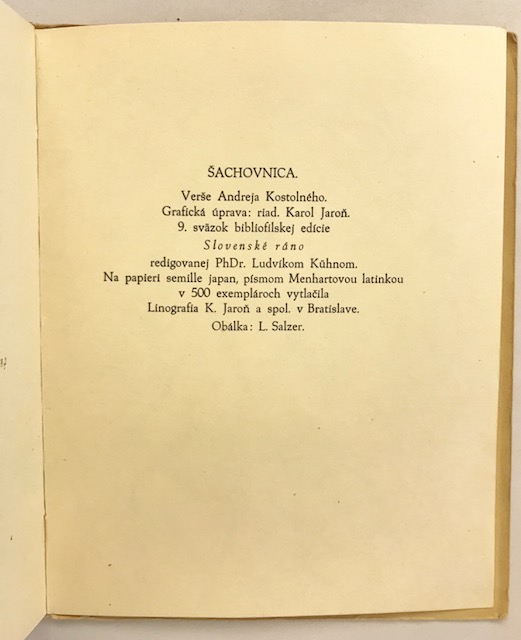 ŠACHOVNICA.
Verše Andreja Kostolného.
Grafická úprava: riad. Karol Jaroň.
9. sväzok bibliofilskej edície
Slovenské ráno
redigovanej PhDr. Ludvíkom Kühnom.
Na papieri semille japan, písmom Menhartovou latinkou
v 500 exemplároch vytlačila
Linografia K. Jaroň a spol. v Bratislave.
Obálka: L. Salzer.